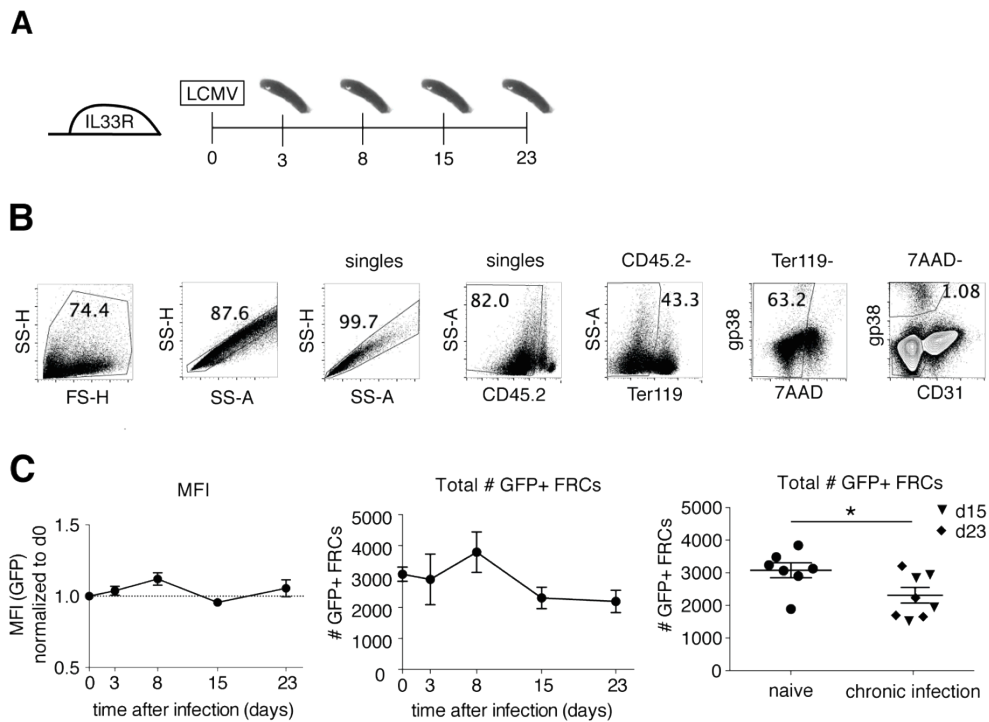 A
LCMV
IL33R
0 3 8 15 23
B
singles singles CD45.2- Ter119- 7AAD-
74.4 87.6 99.7 82.0 43.3 63.2 1.08
SS-H SS-H SS-H SS-A SS-A gp38 gp38
FS-H SS-A SS-A CD45.2 Ter119 7AAD CD31
C
MFI
MFI (GFP)
normalized to d0
1.5
1.0
0.5
0 3 8 15 23
time after infection (days)
Total # GFP+ FRCs
# GFP+ FRCs
5000
4000
3000
2000
1000
0
0 3 8 15 23
time after infection (days)
Total # GFP+ FRCs
d15
d23
*
# GFP+ FRCs
5000
4000
3000
2000
1000
0
naive chronic infection